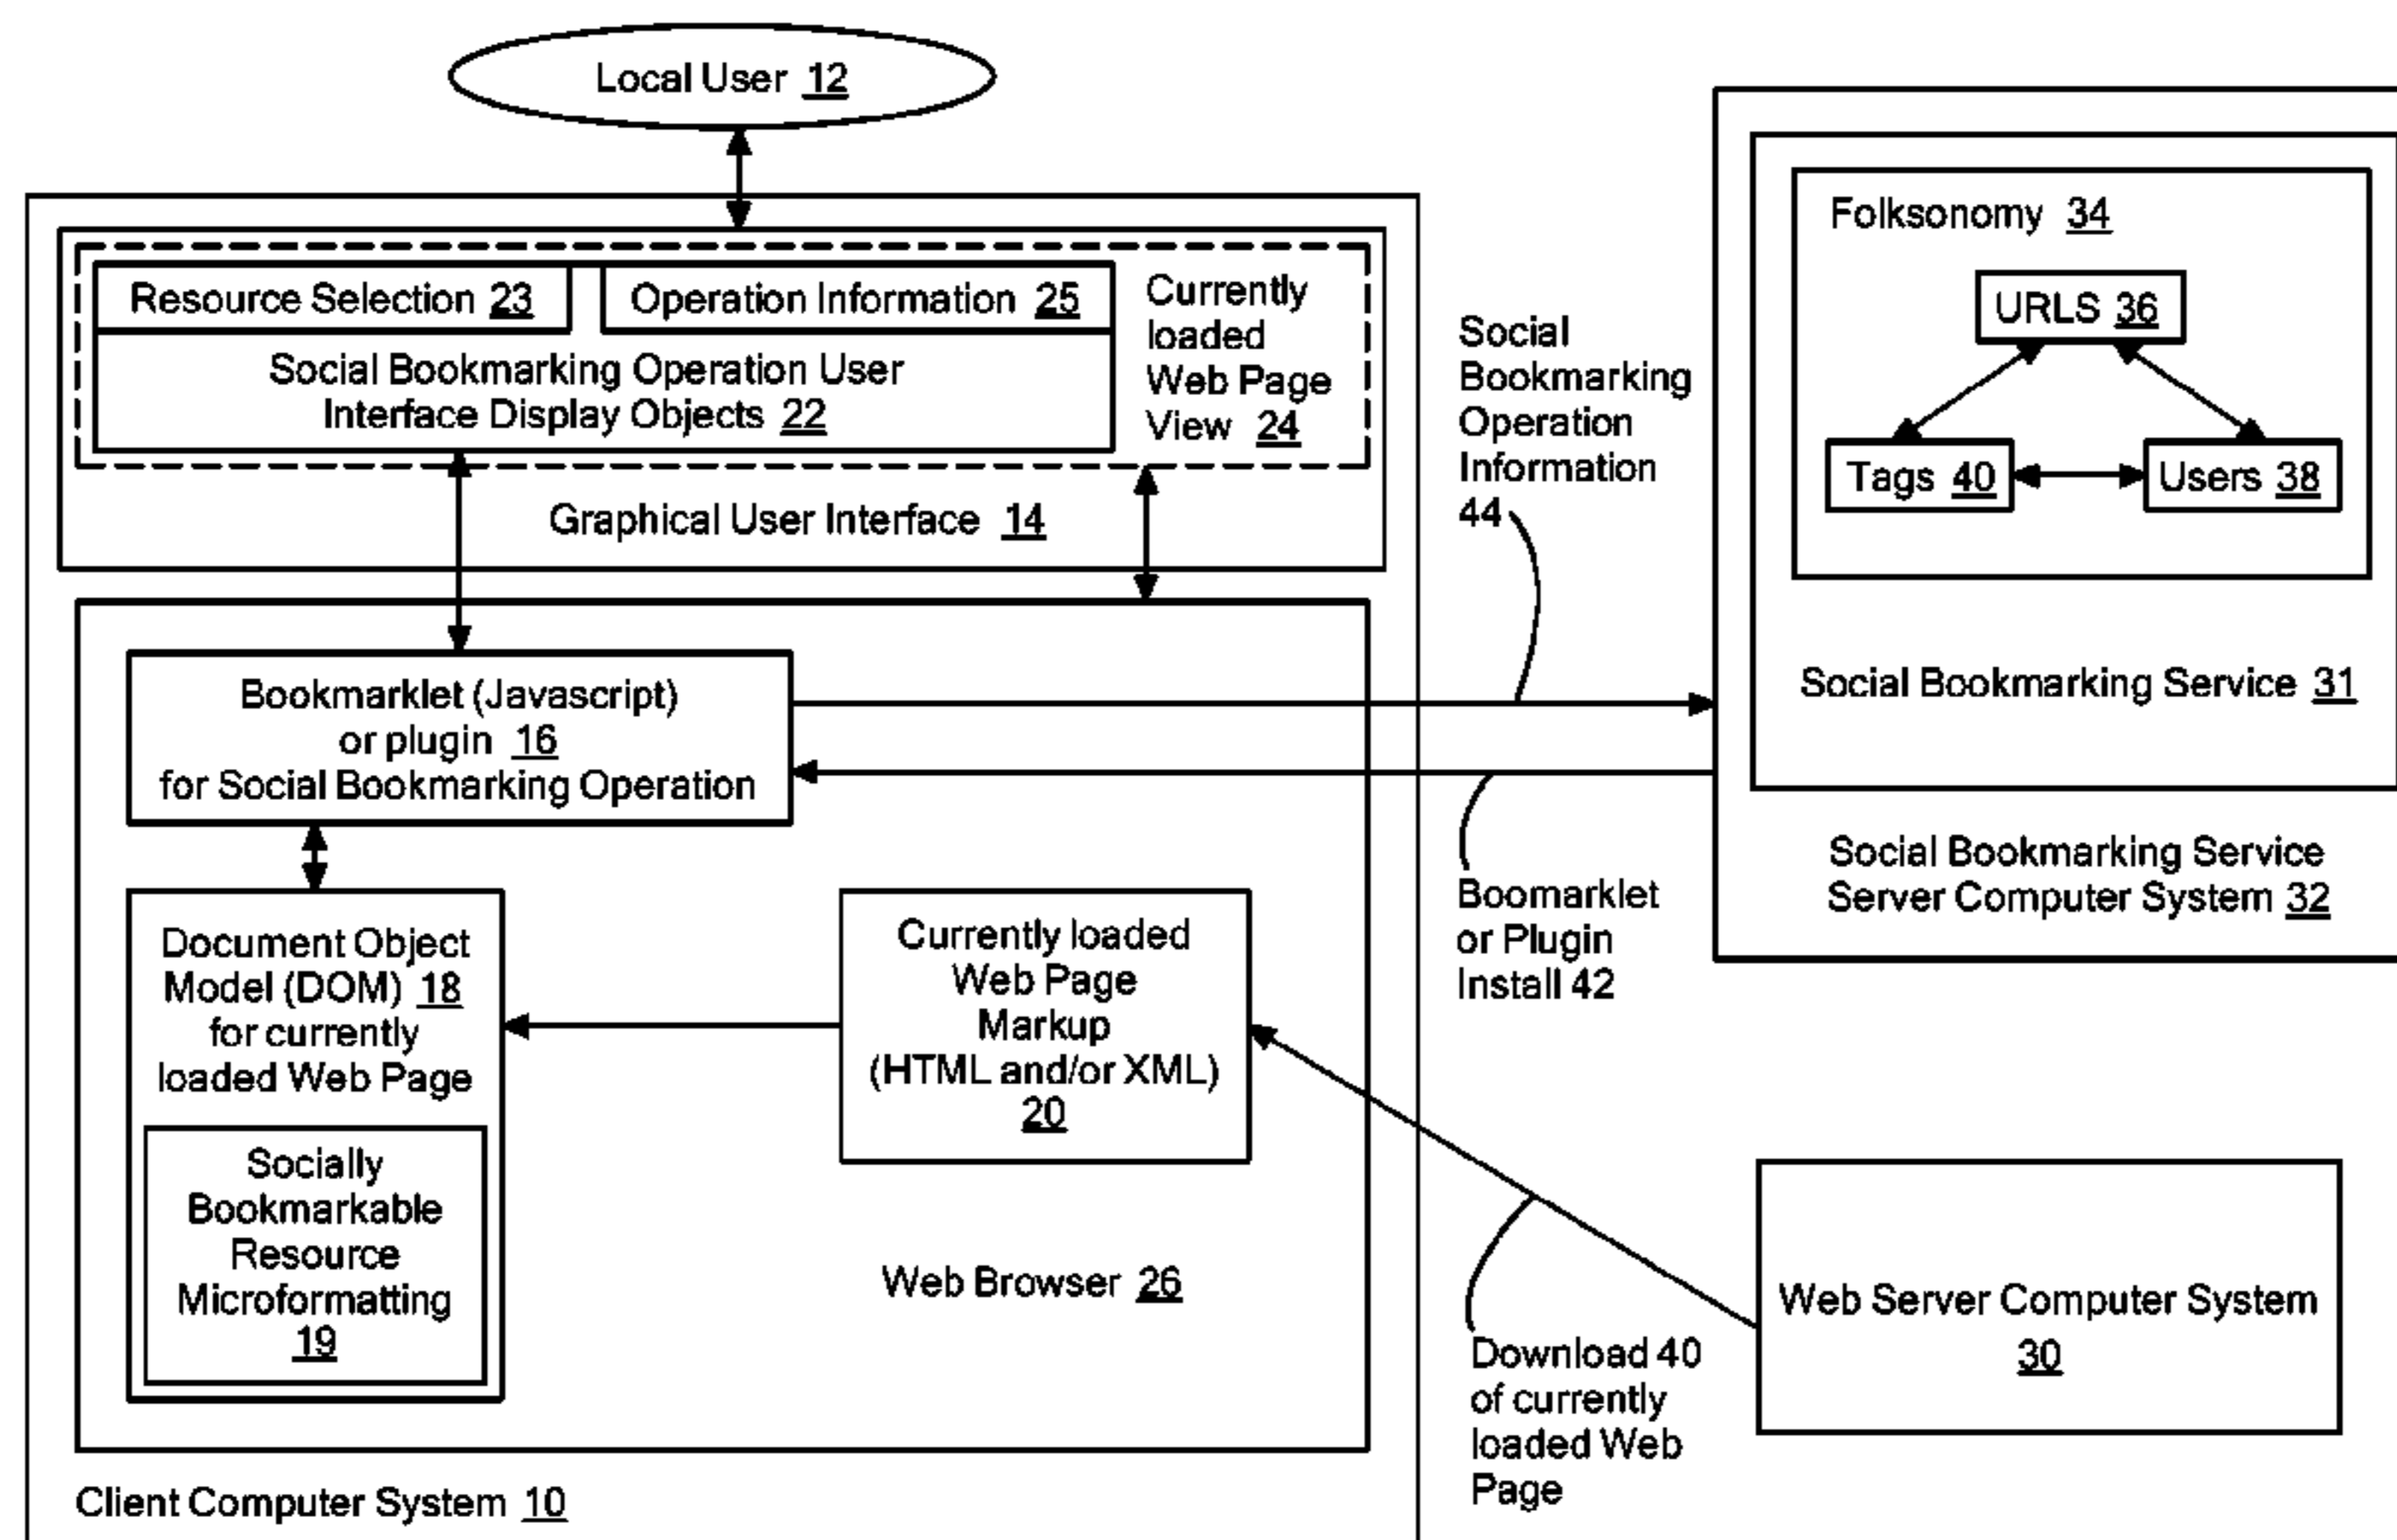 Local User 12
Resource Selection 23
Operation Information 25
Social Bookmarking Operation User
Interface Display Objects 22
Currently
loaded
Web Page
View 24
Graphical User Interface 14
Bookmarklet (Javascript)
or plugin 16
for Social Bookmarking Operation
Document Object
Model (DOM) 18
for currently
loaded Web Page
Socially
Bookmarkable
Resource
Microformatting
19
Currently loaded
Web Page
Markup
(HTML and/or XML)
20
Web Browser 26
Client Computer System 10
Social
Bookmarking
Operation
Information
44
Boomarklet
or Plugin
Install 42
Download 40
of currently
loaded Web
Page
Folksonomy 34
URLS 36
Tags 40
Users 38
Social Bookmarking Service 31
Social Bookmarking Service
Server Computer System 32
Web Server Computer System
30